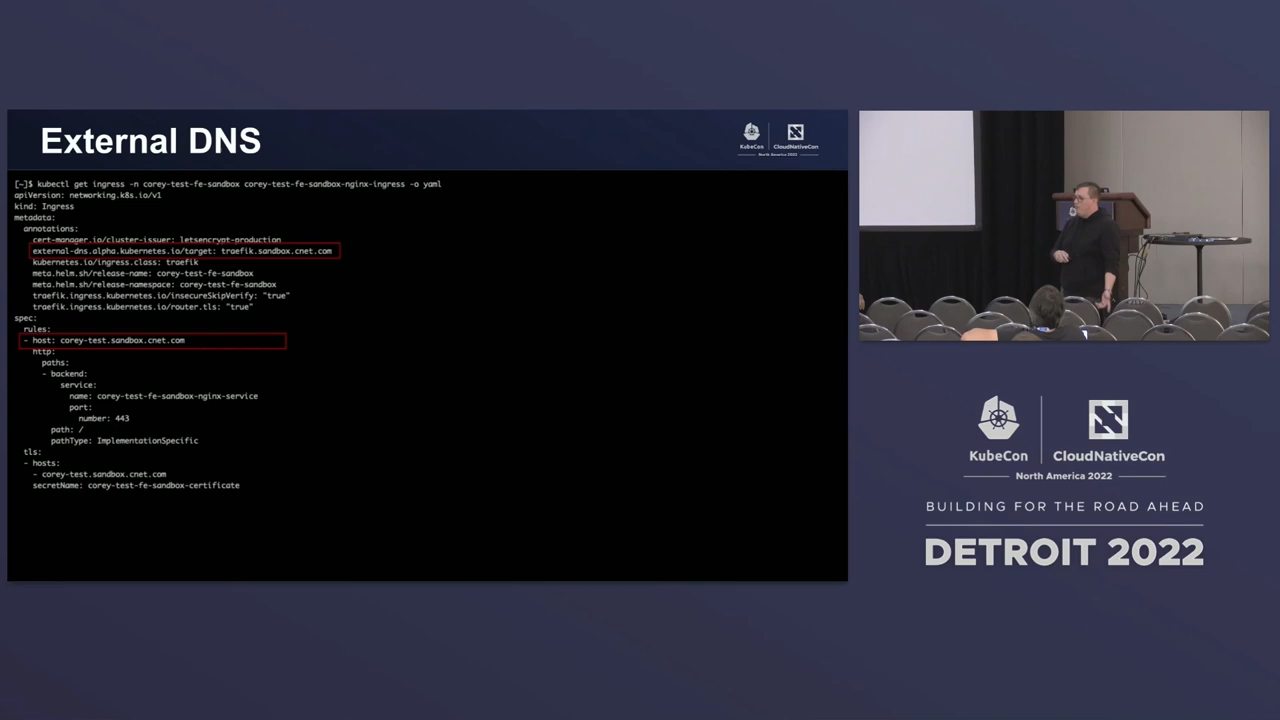 External DNS
KubeCon
CloudNativeCon
North America 2022
[~]$ kubectl get ingress -n corey-test-fe-sandbox corey-test-fe-sandbox-nginx-ingress -o yaml
apiVersion: networking.k8s.io/v1
kind: Ingress
metadata:
  annotations:
    cert-manager.io/cluster-issuer: letsencrypt-production
    external-dns.alpha.kubernetes.io/target: traefik.sandbox.cnet.com
    kubernetes.io/ingress.class: traefik
    meta.helm.sh/release-name: corey-test-fe-sandbox
    meta.helm.sh/release-namespace: corey-test-fe-sandbox
    traefik.ingress.kubernetes.io/insecureSkipVerify: "true"
    traefik.ingress.kubernetes.io/router.tls: "true"
spec:
  rules:
  - host: corey-test.sandbox.cnet.com
    http:
      paths:
      - backend:
          service:
            name: corey-test-fe-sandbox-nginx-service
            port:
              number: 443
        path: /
        pathType: ImplementationSpecific
  tls:
  - hosts:
    - corey-test.sandbox.cnet.com
    secretName: corey-test-fe-sandbox-certificate
KubeCon
CloudNativeCon
North America 2022
BUILDING FOR THE ROAD AHEAD
DETROIT 2022